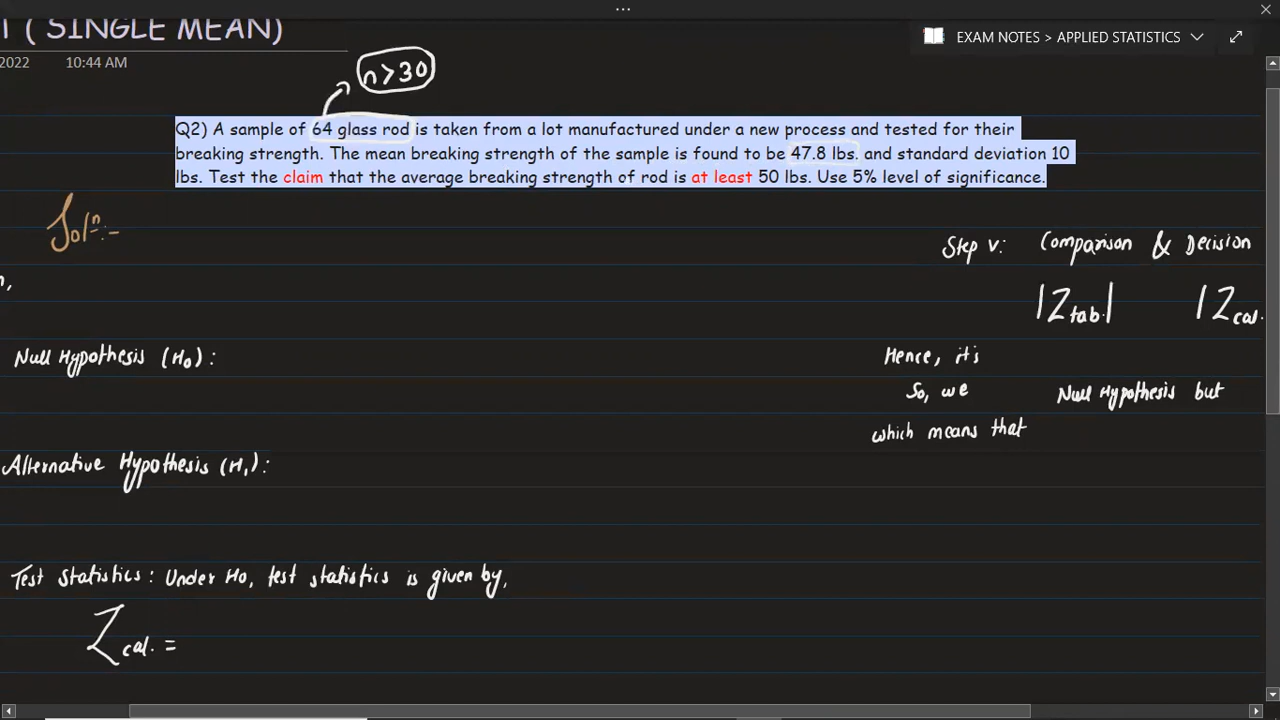 T ( SINGLE MEAN)
2022 10:44 AM
EXAM NOTES > APPLIED STATISTICS
n>30
Q2) A sample of 64 glass rod is taken from a lot manufactured under a new process and tested for their
breaking strength. The mean breaking strength of the sample is found to be 47.8 lbs. and standard deviation 10
lbs. Test the claim that the average breaking strength of rod is at least 50 lbs. Use 5% level of significance.
Solⁿ:-
n,
Step V: Comparison & Decision
|Ztab.| |Zcal.
Null Hypothesis (H₀):
Hence, it's
So, we Null Hypothesis but
which means that
Alternative Hypothesis (H₁):
Test Statistics: Under H₀, test statistics is given by,
Zcal. =